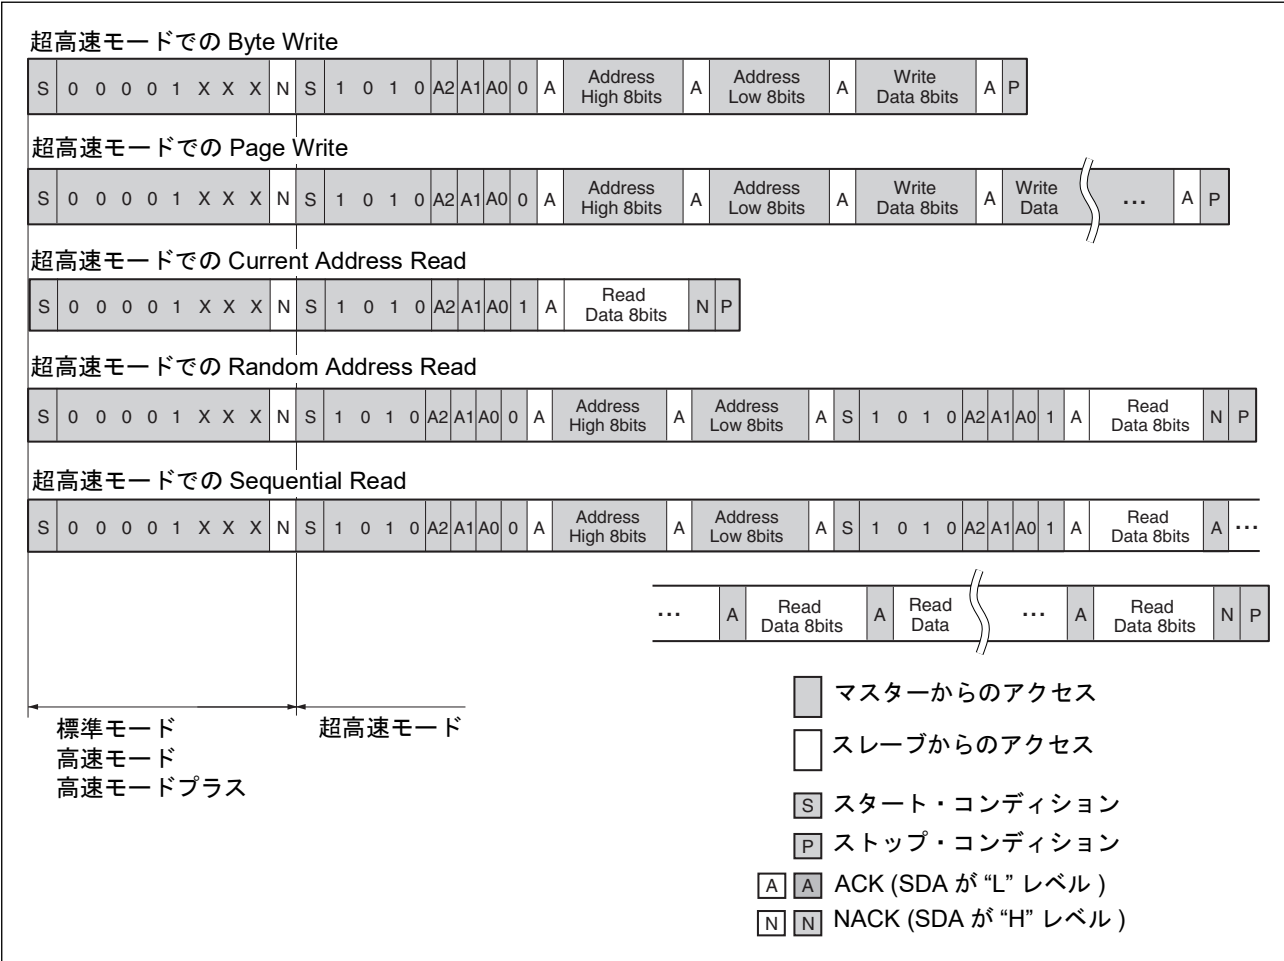 超高速モードでの Byte Write
S 0 0 0 0 1 X X X N S 1 0 1 0 A2 A1 A0 0 A Address High 8bits A Address Low 8bits A Write Data 8bits A P
超高速モードでの Page Write
S 0 0 0 0 1 X X X N S 1 0 1 0 A2 A1 A0 0 A Address High 8bits A Address Low 8bits A Write Data 8bits A Write Data ... A P
超高速モードでの Current Address Read
S 0 0 0 0 1 X X X N S 1 0 1 0 A2 A1 A0 1 A Read Data 8bits N P
超高速モードでの Random Address Read
S 0 0 0 0 1 X X X N S 1 0 1 0 A2 A1 A0 0 A Address High 8bits A Address Low 8bits A S 1 0 1 0 A2 A1 A0 1 A Read Data 8bits N P
超高速モードでの Sequential Read
S 0 0 0 0 1 X X X N S 1 0 1 0 A2 A1 A0 0 A Address High 8bits A Address Low 8bits A S 1 0 1 0 A2 A1 A0 1 A Read Data 8bits A ...
... A Read Data 8bits A Read Data ... A Read Data 8bits N P
標準モード
高速モード
高速モードプラス
超高速モード
マスターからのアクセス
スレーブからのアクセス
S スタート・コンディション
P ストップ・コンディション
A A ACK (SDA が “L” レベル )
N N NACK (SDA が “H” レベル )